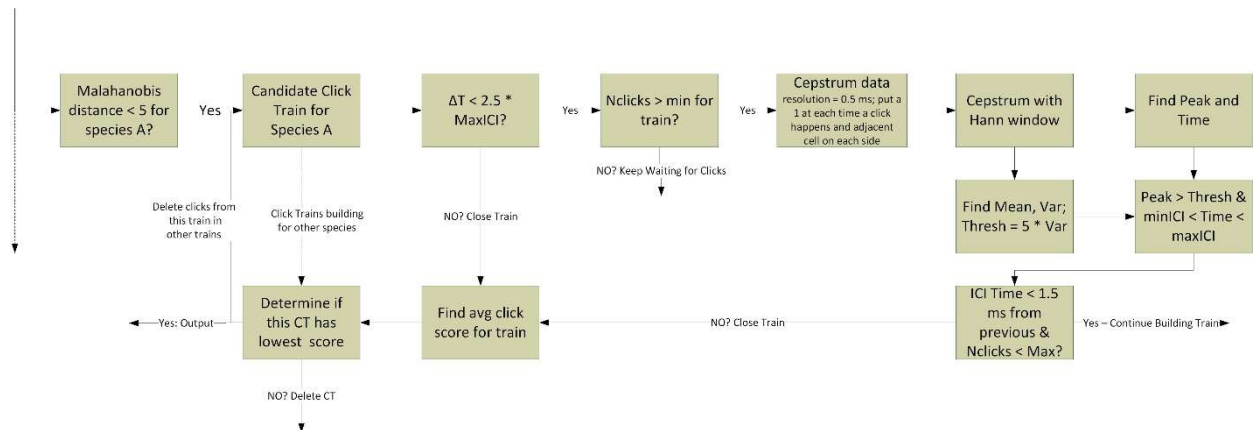 Malahanobis
distance < 5 for
species A?
Yes
Candidate Click
Train for
Species A
ΔT < 2.5 *
MaxICI?
Yes
Nclicks > min for
train?
Yes
Cepstrum data
resolution = 0.5 ms; put a
1 at each time a click
happens and adjacent
cell on each side
Cepstrum with
Hann window
Find Peak and
Time
NO? Keep Waiting for Clicks
Delete clicks from
this train in
other trains
Click Trains building
for other species
NO? Close Train
Find Mean, Var;
Thresh = 5 * Var
Peak > Thresh &
minICI < Time <
maxICI
Yes: Output
Determine if
this CT has
lowest score
Find avg click
score for train
NO? Close Train
ICI Time < 1.5
ms from
previous &
Nclicks < Max?
Yes – Continue Building Train
NO? Delete CT